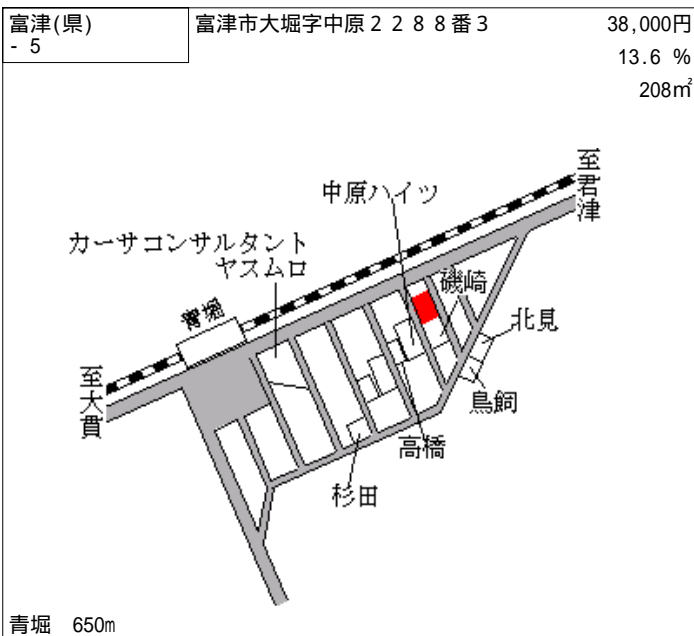 富津(県)
- 5
富津市大堀字中原２２８８番３
38,000円
13.6 %
208㎡
至君津
中原ハイツ
カーサコンサルタント
ヤスムロ
磯崎
青堀
北見
至大貫
鳥飼
高橋
杉田
青堀 650m